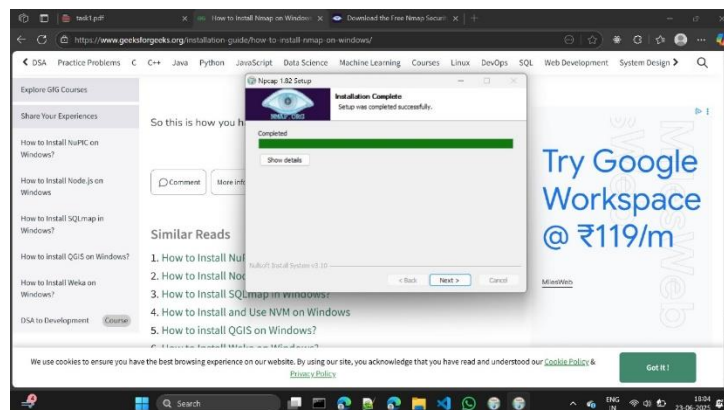 task1.pdf
How to Install Nmap on Windows
Download the Free Nmap Securit
https://www.geeksforgeeks.org/installation-guide/how-to-install-nmap-on-windows/
DSA Practice Problems C C++ Java Python JavaScript Data Science Machine Learning Courses Linux DevOps SQL Web Development System Design
Explore GfG Courses
Share Your Experiences
How to Install NuPIC on
Windows?
How to Install Node.js on
Windows
How to Install SQLmap in
Windows?
How to install QGIS on Windows?
How to Install Weka on
Windows?
DSA to Development Course
So this is how you h
Comment
More info
Similar Reads
1. How to Install Nu
2. How to Install Nod
3. How to Install SQLmap in Windows?
4. How to Install and Use NVM on Windows
5. How to install QGIS on Windows?
Npcap 1.82 Setup
NMAP.ORG
Installation Complete
Setup was completed successfully.
Completed
Show details
Nullsoft Install System v3.10
< Back
Next >
Cancel
Try Google
Workspace
@ ₹119/m
MilesWeb
MilesWeb
We use cookies to ensure you have the best browsing experience on our website. By using our site, you acknowledge that you have read and understood our Cookie Policy &
Privacy Policy
Got It !
Search
ENG
IN
18:04
23-06-2025